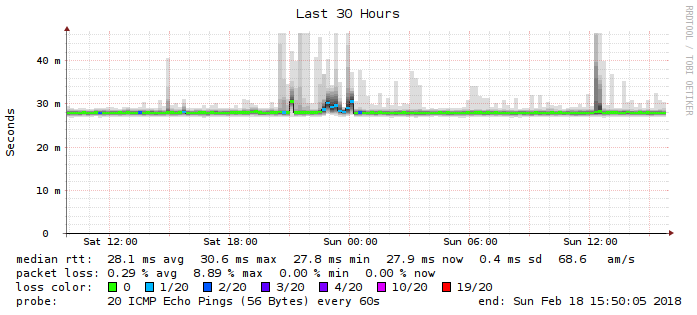 Last 30 Hours
RRDTOOL / TOBI OETIKER
Seconds
40 m
30 m
20 m
10 m
0
Sat 12:00 Sat 18:00 Sun 00:00 Sun 06:00 Sun 12:00
median rtt: 28.1 ms avg 30.6 ms max 27.8 ms min 27.9 ms now 0.4 ms sd 68.6 am/s
packet loss: 0.29 % avg 8.89 % max 0.00 % min 0.00 % now
loss color: 0 1/20 2/20 3/20 4/20 10/20 19/20
probe: 20 ICMP Echo Pings (56 Bytes) every 60s end: Sun Feb 18 15:50:05 2018